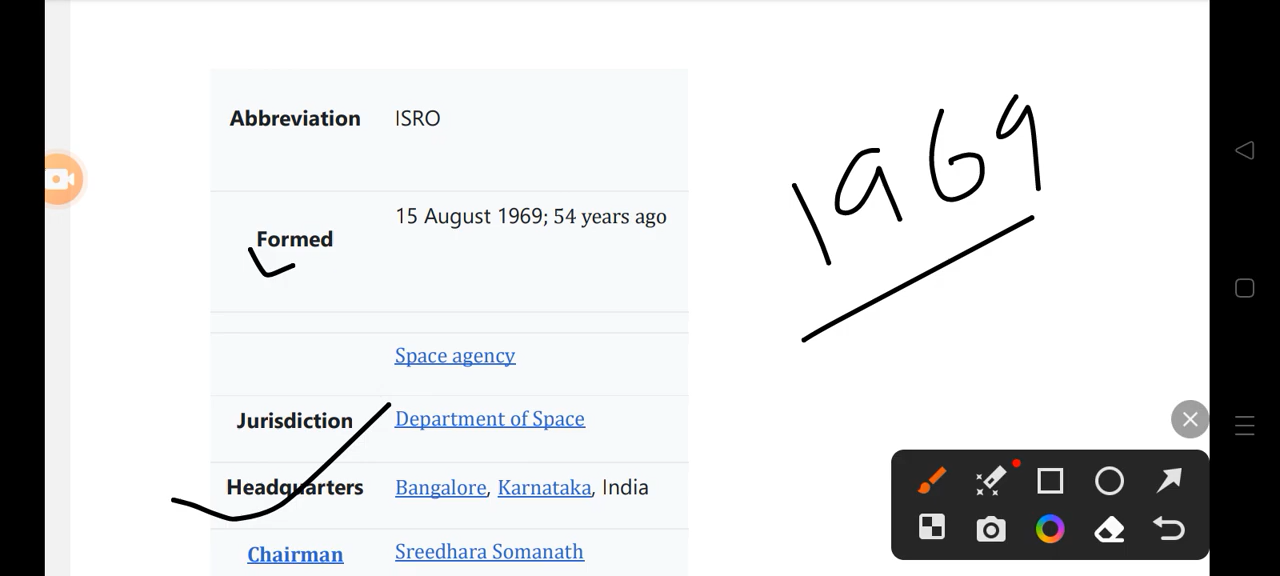 Abbreviation ISRO
1969
15 August 1969; 54 years ago
Formed
Space agency
Jurisdiction Department of Space
Headquarters Bangalore, Karnataka, India
Chairman Sreedhara Somanath